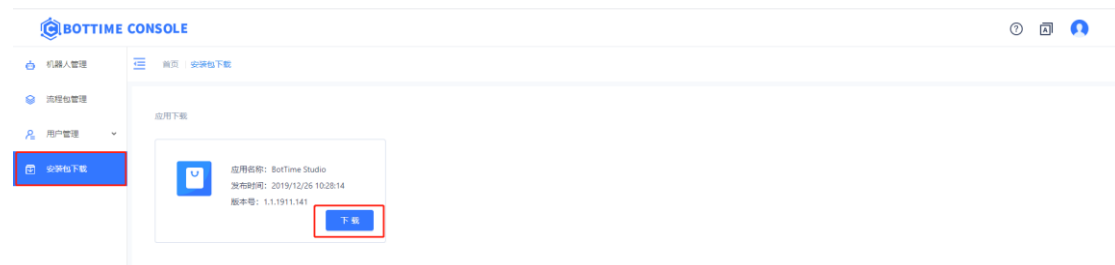 BOTTIME CONSOLE
机器人管理
首页 安装包下载
流程包管理
应用下载
用户管理
安装包下载
应用名称: BotTime Studio
发布时间: 2019/12/26 10:28:14
版本号: 1.1.1911.141
下载